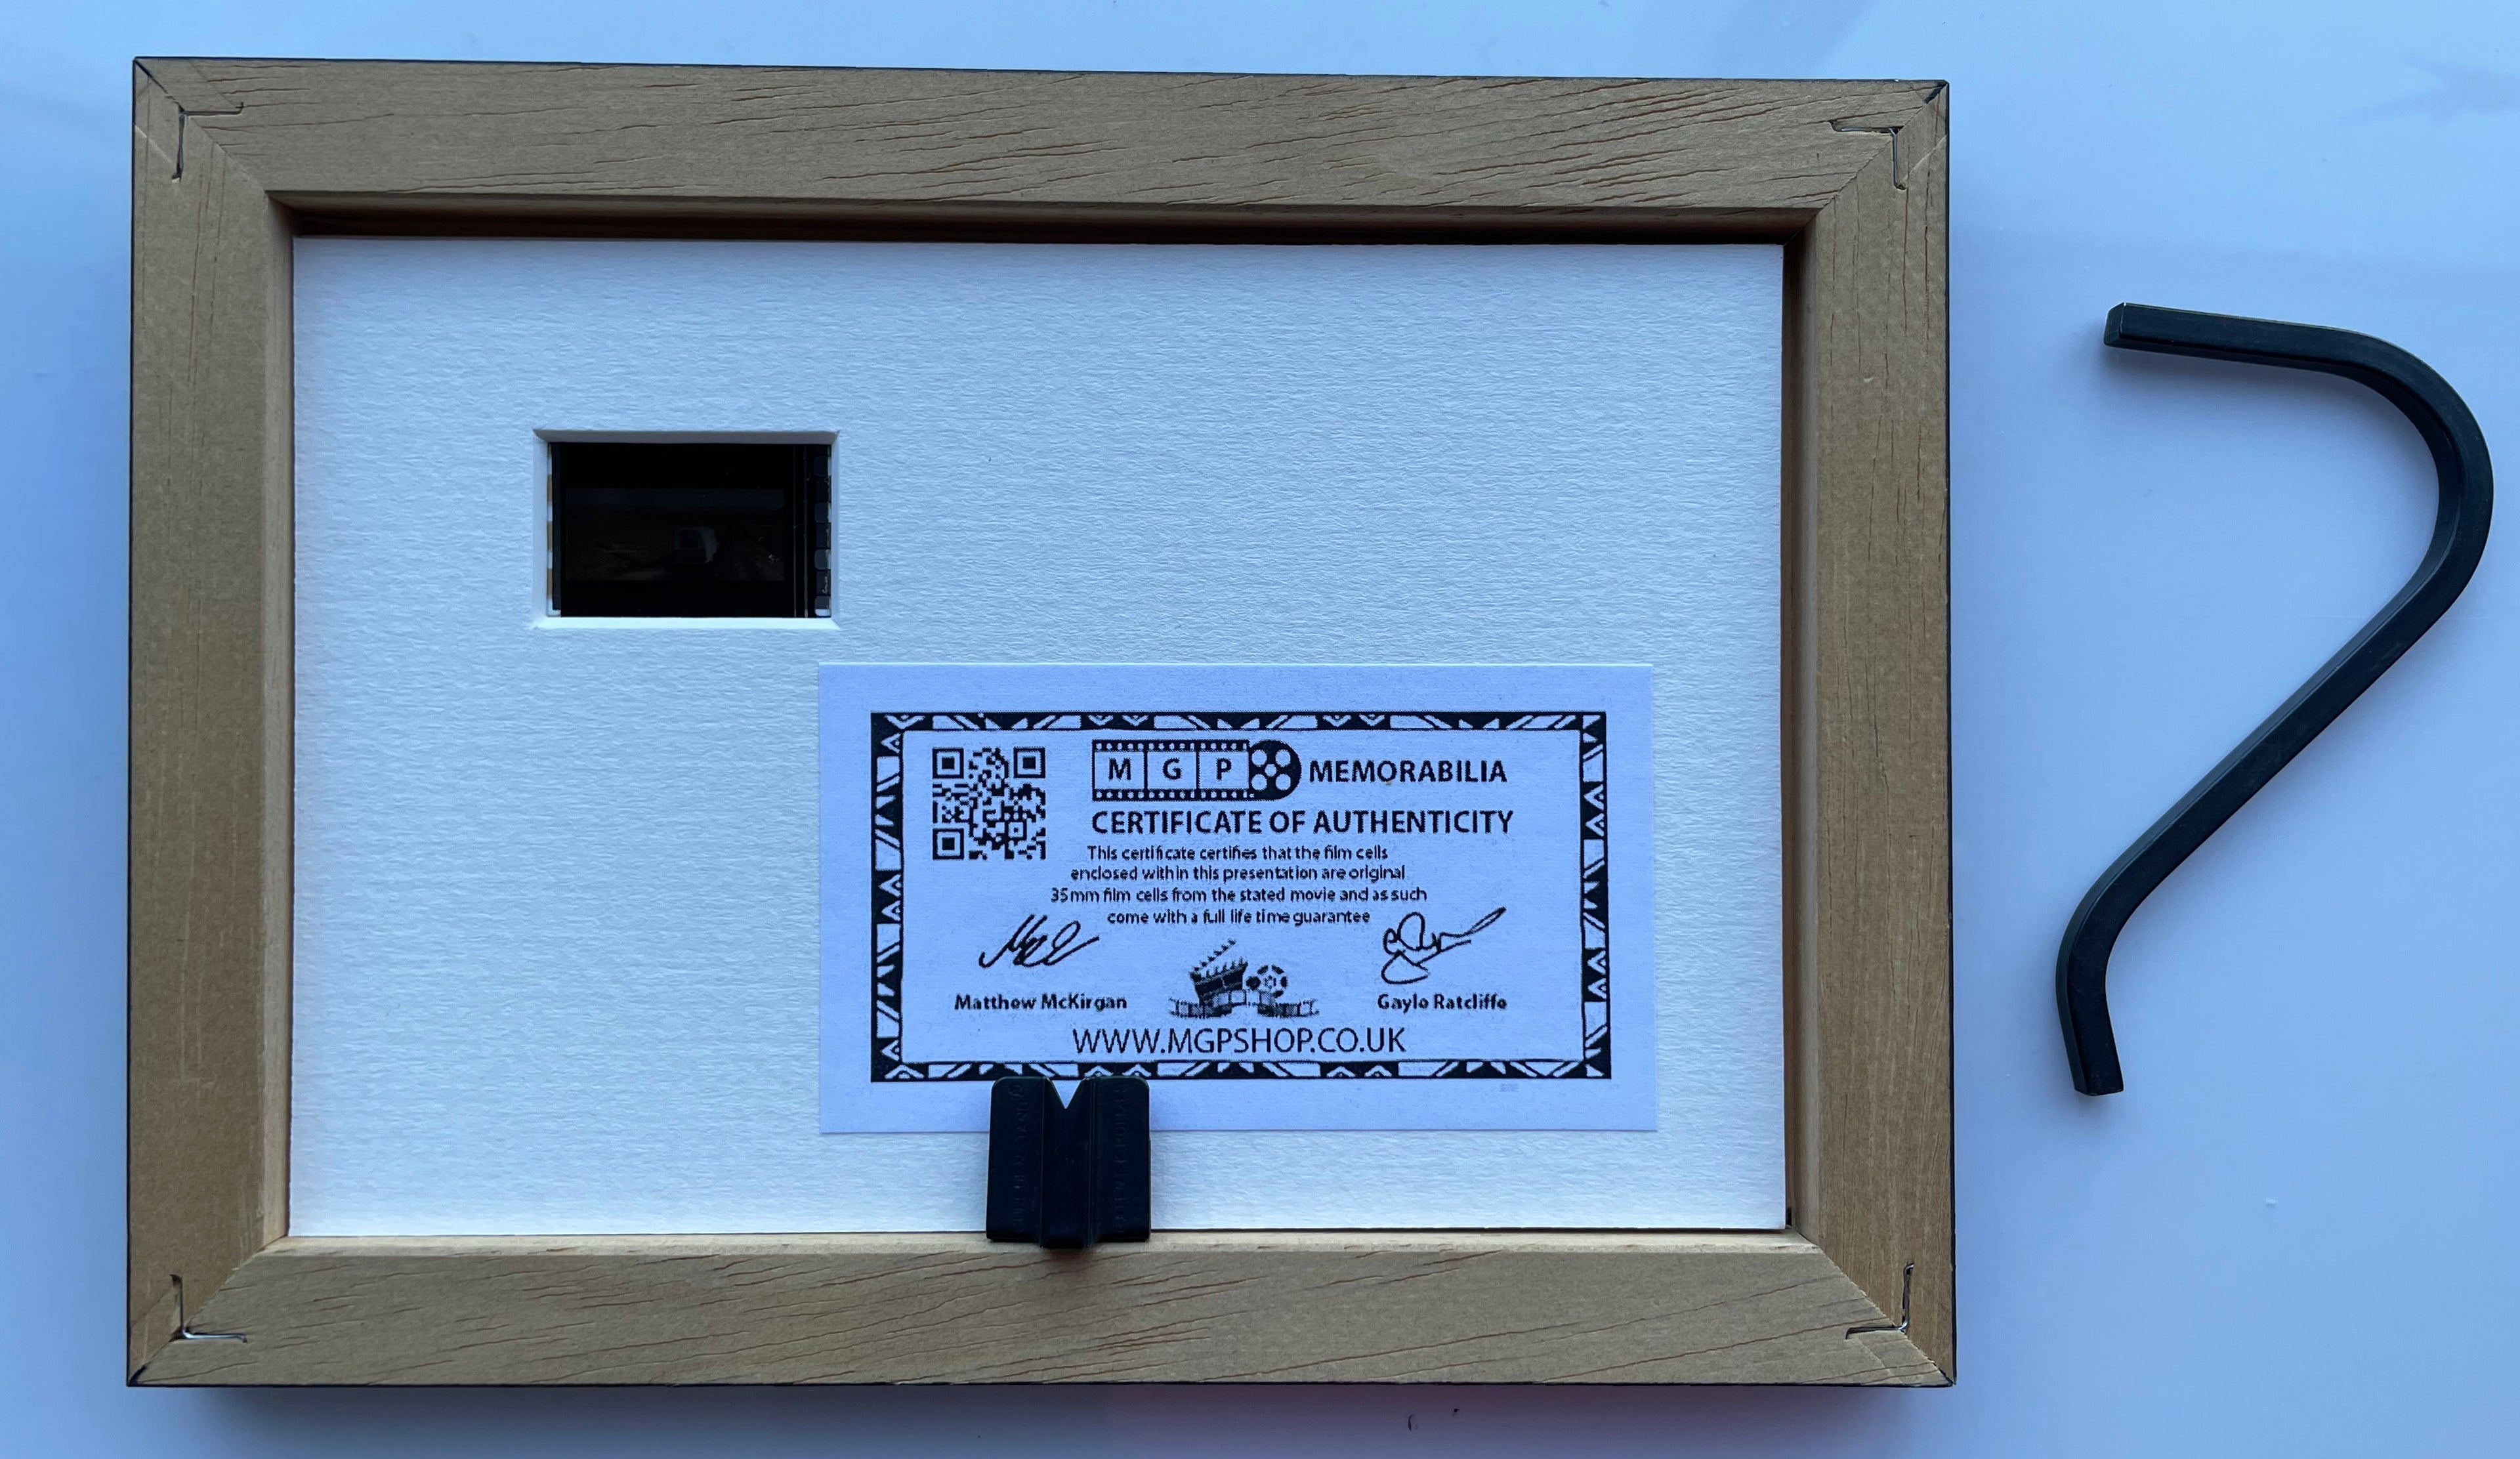 M G P MEMORABILIA
CERTIFICATE OF AUTHENTICITY
This certificate certifies that the film cells
enclosed within this presentation are original
35mm film cells from the stated movie and as such
come with a full life time guarantee
Matthew McKirgan
Gayle Ratcliffe
WWW.MGPSHOP.CO.UK